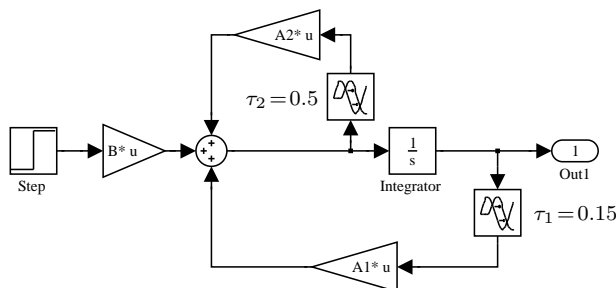 A2* u
τ₂ = 0.5
B* u
+
+
+
1
s
1
Step
Integrator
Out1
τ₁ = 0.15
A1* u